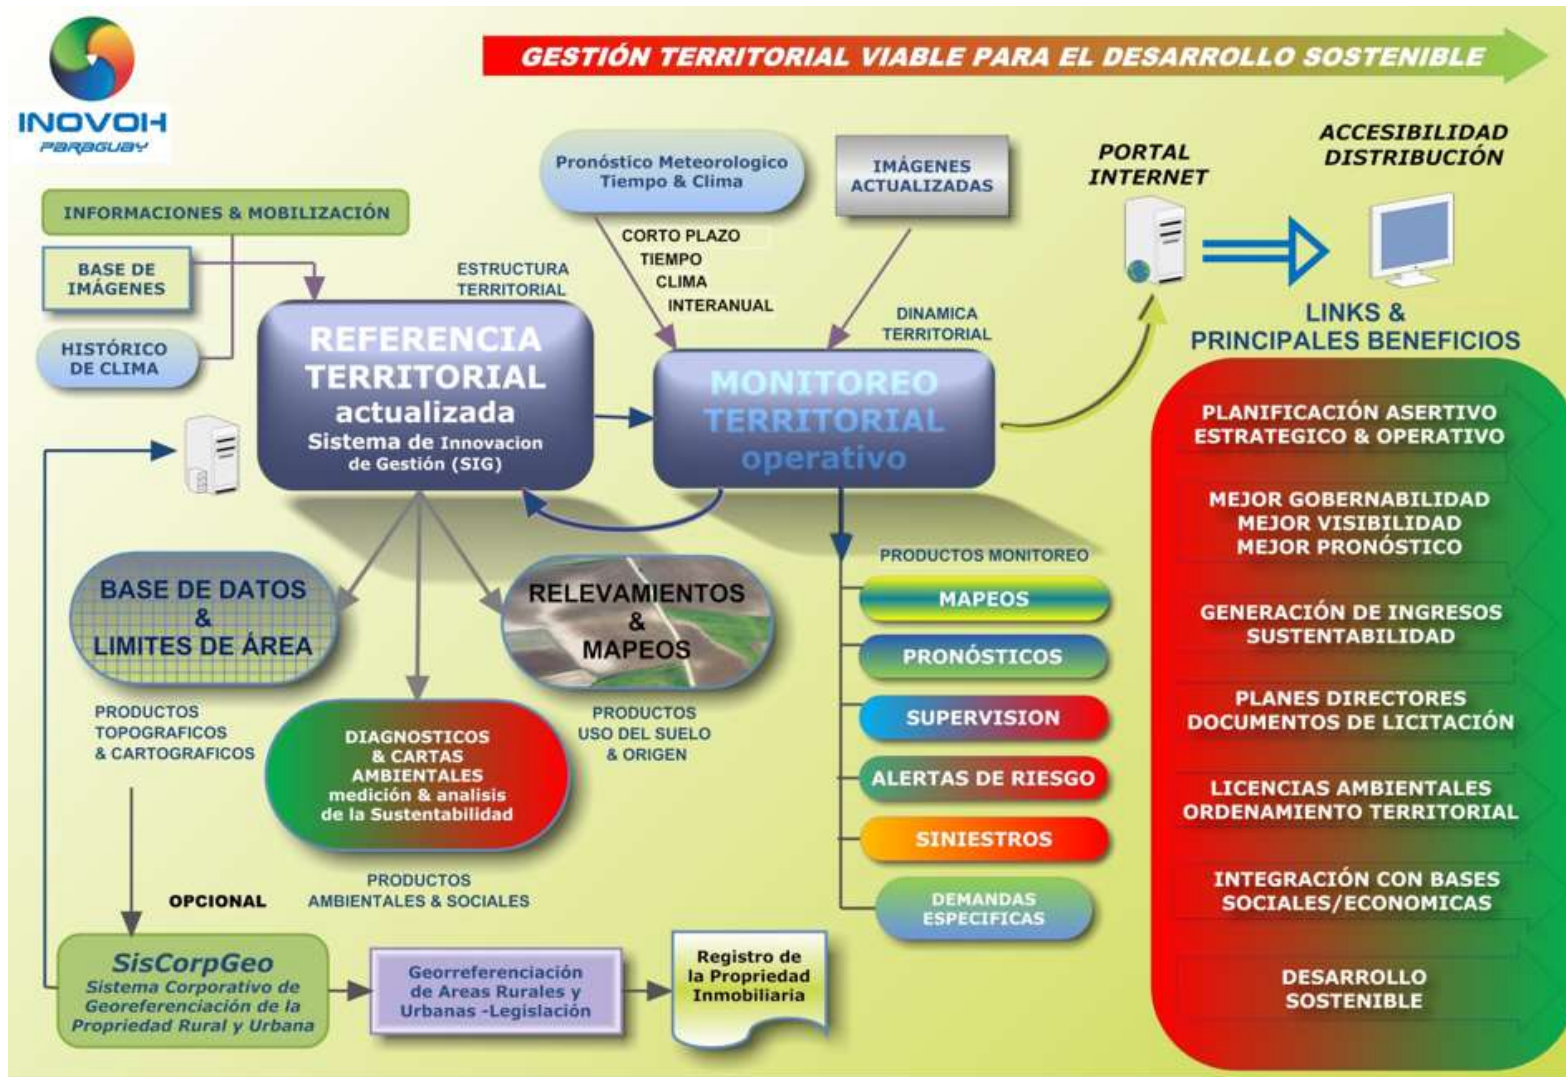 GESTIÓN TERRITORIAL VIABLE PARA EL DESARROLLO SOSTENIBLE
INOVOH
PARAGUAY
INFORMACIONES & MOBILIZACIÓN
BASE DE
IMÁGENES
HISTÓRICO
DE CLIMA
Pronóstico Meteorologico
Tiempo & Clima
IMÁGENES
ACTUALIZADAS
CORTO PLAZO
TIEMPO
CLIMA
INTERANUAL
ESTRUCTURA
TERRITORIAL
DINAMICA
TERRITORIAL
REFERENCIA
TERRITORIAL
actualizada
Sistema de Innovacion
de Gestión (SIG)
MONITOREO
TERRITORIAL
operativo
PORTAL
INTERNET
ACCESIBILIDAD
DISTRIBUCIÓN
LINKS &
PRINCIPALES BENEFICIOS
PLANIFICACIÓN ASERTIVO
ESTRATEGICO & OPERATIVO
MEJOR GOBERNABILIDAD
MEJOR VISIBILIDAD
MEJOR PRONÓSTICO
GENERACIÓN DE INGRESOS
SUSTENTABILIDAD
PLANES DIRECTORES
DOCUMENTOS DE LICITACIÓN
LICENCIAS AMBIENTALES
ORDENAMIENTO TERRITORIAL
INTEGRACIÓN CON BASES
SOCIALES/ECONOMICAS
DESARROLLO
SOSTENIBLE
BASE DE DATOS
&
LIMITES DE ÁREA
PRODUCTOS
TOPOGRAFICOS
& CARTOGRAFICOS
DIAGNOSTICOS
& CARTAS
AMBIENTALES
medición & analisis
de la Sustentabilidad
PRODUCTOS
AMBIENTALES & SOCIALES
RELEVAMIENTOS
&
MAPEOS
PRODUCTOS
USO DEL SUELO
& ORIGEN
PRODUCTOS MONITOREO
MAPEOS
PRONÓSTICOS
SUPERVISION
ALERTAS DE RIESGO
SINIESTROS
DEMANDAS
ESPECIFICAS
OPCIONAL
SisCorpGeo
Sistema Corporativo de
Georeferenciación de la
Propriedad Rural y Urbana
Georreferenciación
de Areas Rurales y
Urbanas -Legislación
Registro de
la Propriedad
Inmobiliaria